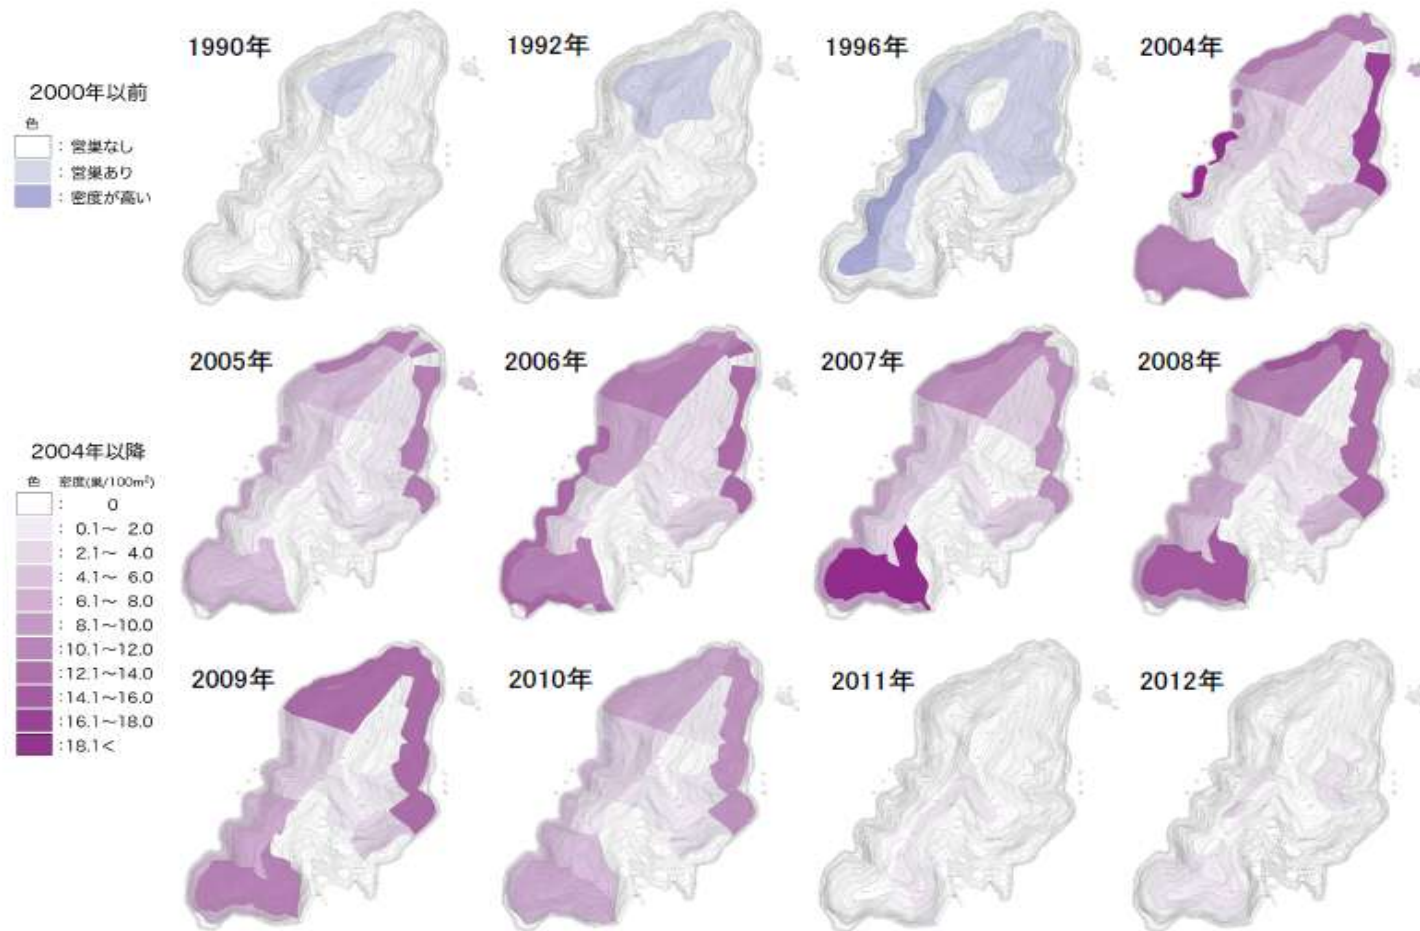 1990年
1992年
1996年
2004年
2000年以前
色
: 営巣なし
: 営巣あり
: 密度が高い
2005年
2006年
2007年
2008年
2004年以降
色 密度(巣/100m²)
: 0
: 0.1～ 2.0
: 2.1～ 4.0
: 4.1～ 6.0
: 6.1～ 8.0
: 8.1～10.0
:10.1～12.0
:12.1～14.0
:14.1～16.0
:16.1～18.0
:18.1<
2009年
2010年
2011年
2012年